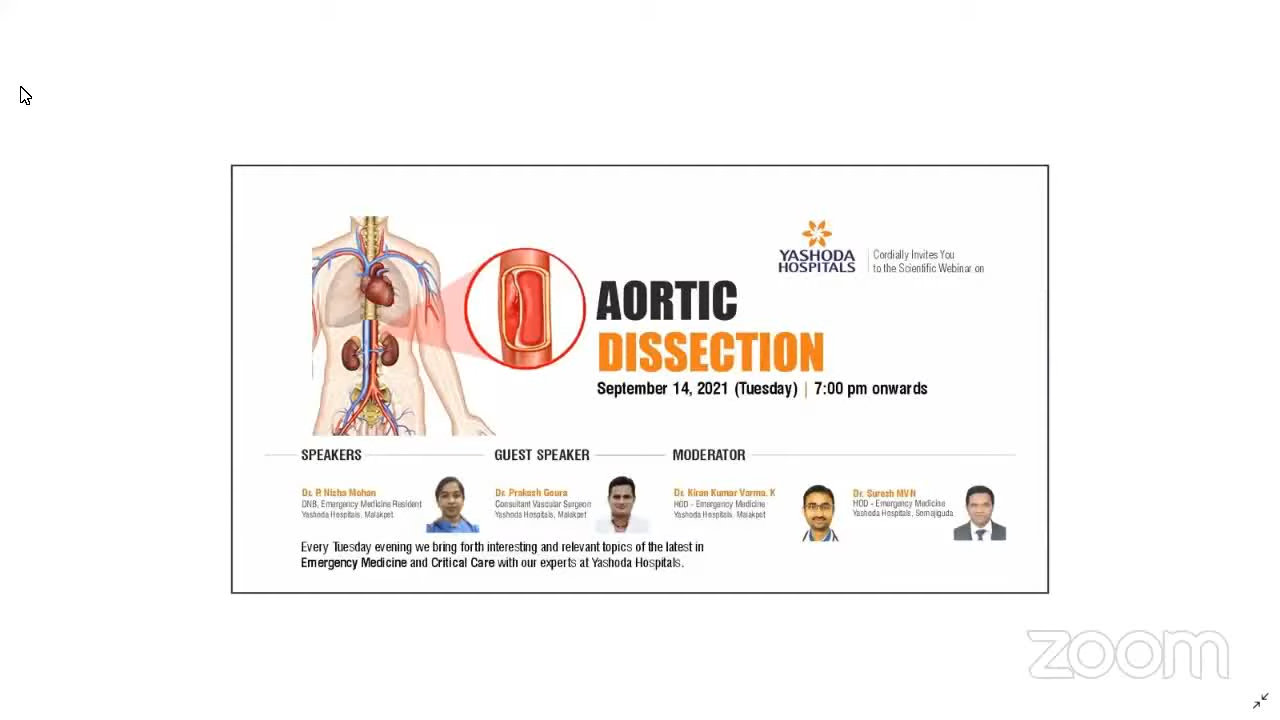 YASHODA
HOSPITALS
Cordially Invites You
to the Scientific Webinar on
AORTIC
DISSECTION
September 14, 2021 (Tuesday) | 7:00 pm onwards
SPEAKERS
GUEST SPEAKER
MODERATOR
Dr. P. Nisha Mohan
DNB, Emergency Medicine Resident
Yashoda Hospitals, Malakpet
Dr. Prakash Goura
Consultant Vascular Surgeon
Yashoda Hospitals, Malakpet
Dr. Kiran Kumar Varma. K
HOD - Emergency Medicine
Yashoda Hospitals, Malakpet
Dr. Suresh MVN
HOD - Emergency Medicine
Yashoda Hospitals, Somajiguda
Every Tuesday evening we bring forth interesting and relevant topics of the latest in
Emergency Medicine and Critical Care with our experts at Yashoda Hospitals.
zoom